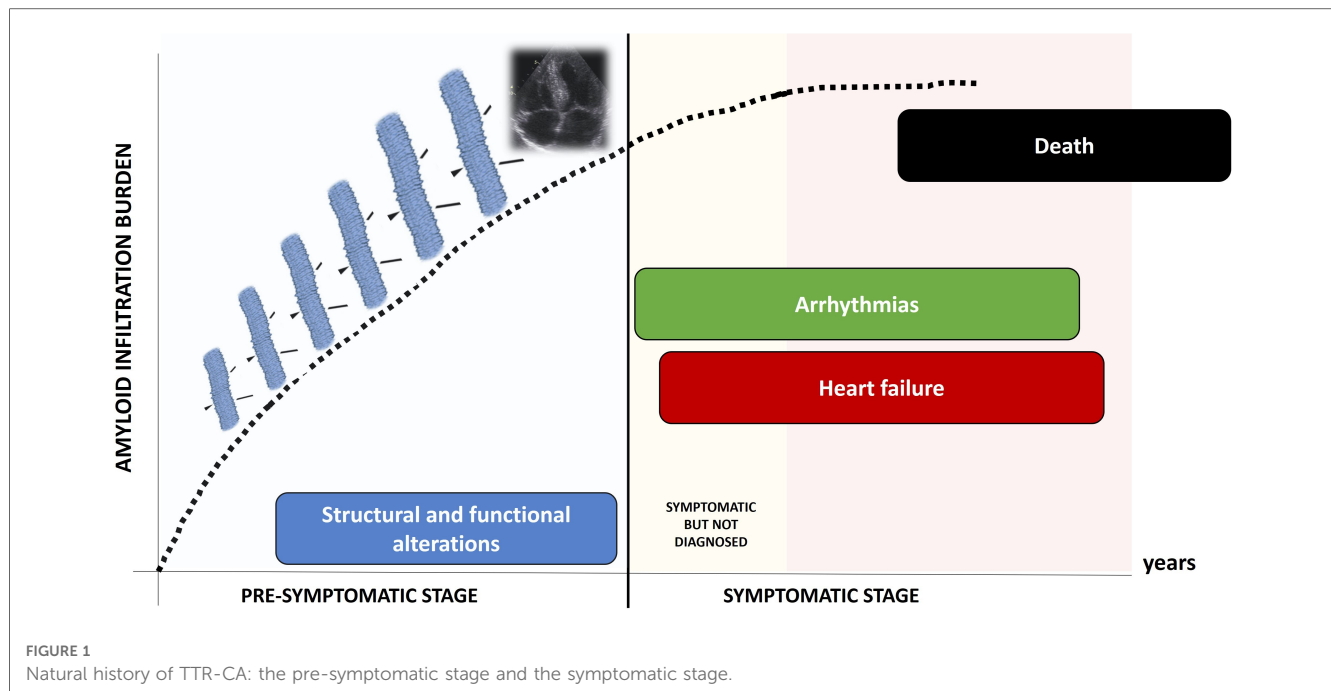 AMYLOID INFILTRATION BURDEN
Death
Arrhythmias
Heart failure
Structural and functional
alterations
SYMPTOMATIC
BUT NOT
DIAGNOSED
years
PRE-SYMPTOMATIC STAGE
SYMPTOMATIC STAGE
FIGURE 1
Natural history of TTR-CA: the pre-symptomatic stage and the symptomatic stage.